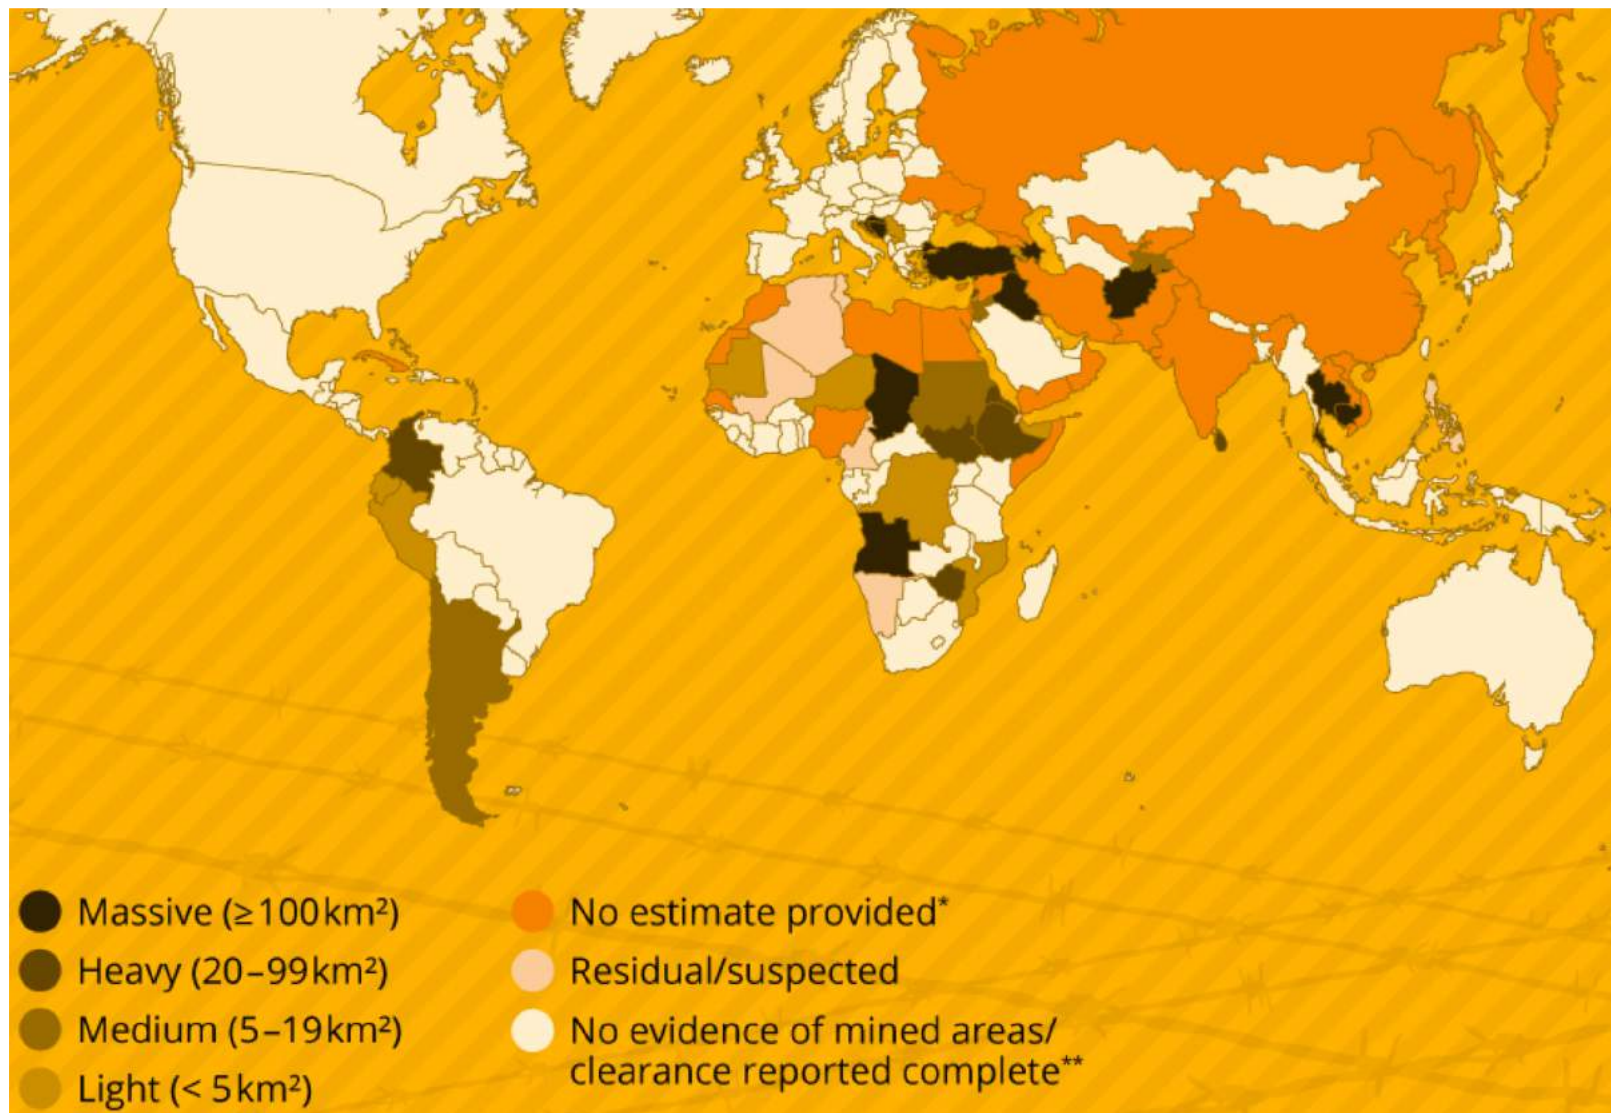 Massive (≥100km²)
Heavy (20–99km²)
Medium (5–19km²)
Light (<5km²)
No estimate provided*
Residual/suspected
No evidence of mined areas/
clearance reported complete**